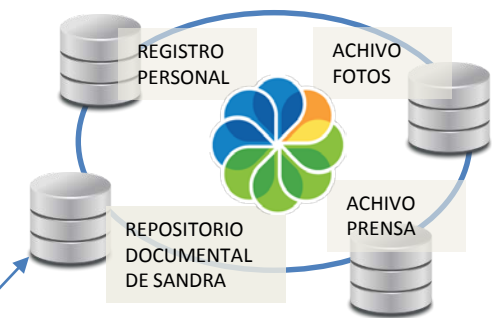 REGISTRO
PERSONAL
ACHIVO
FOTOS
REPOSITORIO
DOCUMENTAL
DE SANDRA
ACHIVO
PRENSA